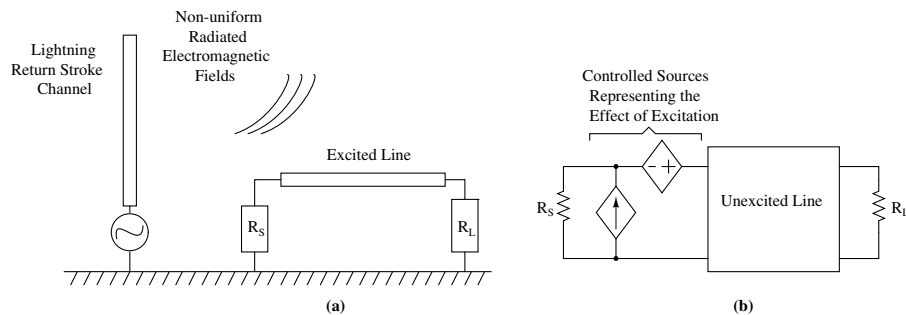 Lightning
Return Stroke
Channel
Non-uniform
Radiated
Electromagnetic
Fields
Excited Line
R_S
R_L
(a)
Controlled Sources
Representing the
Effect of Excitation
- +
R_S
Unexcited Line
R_L
(b)